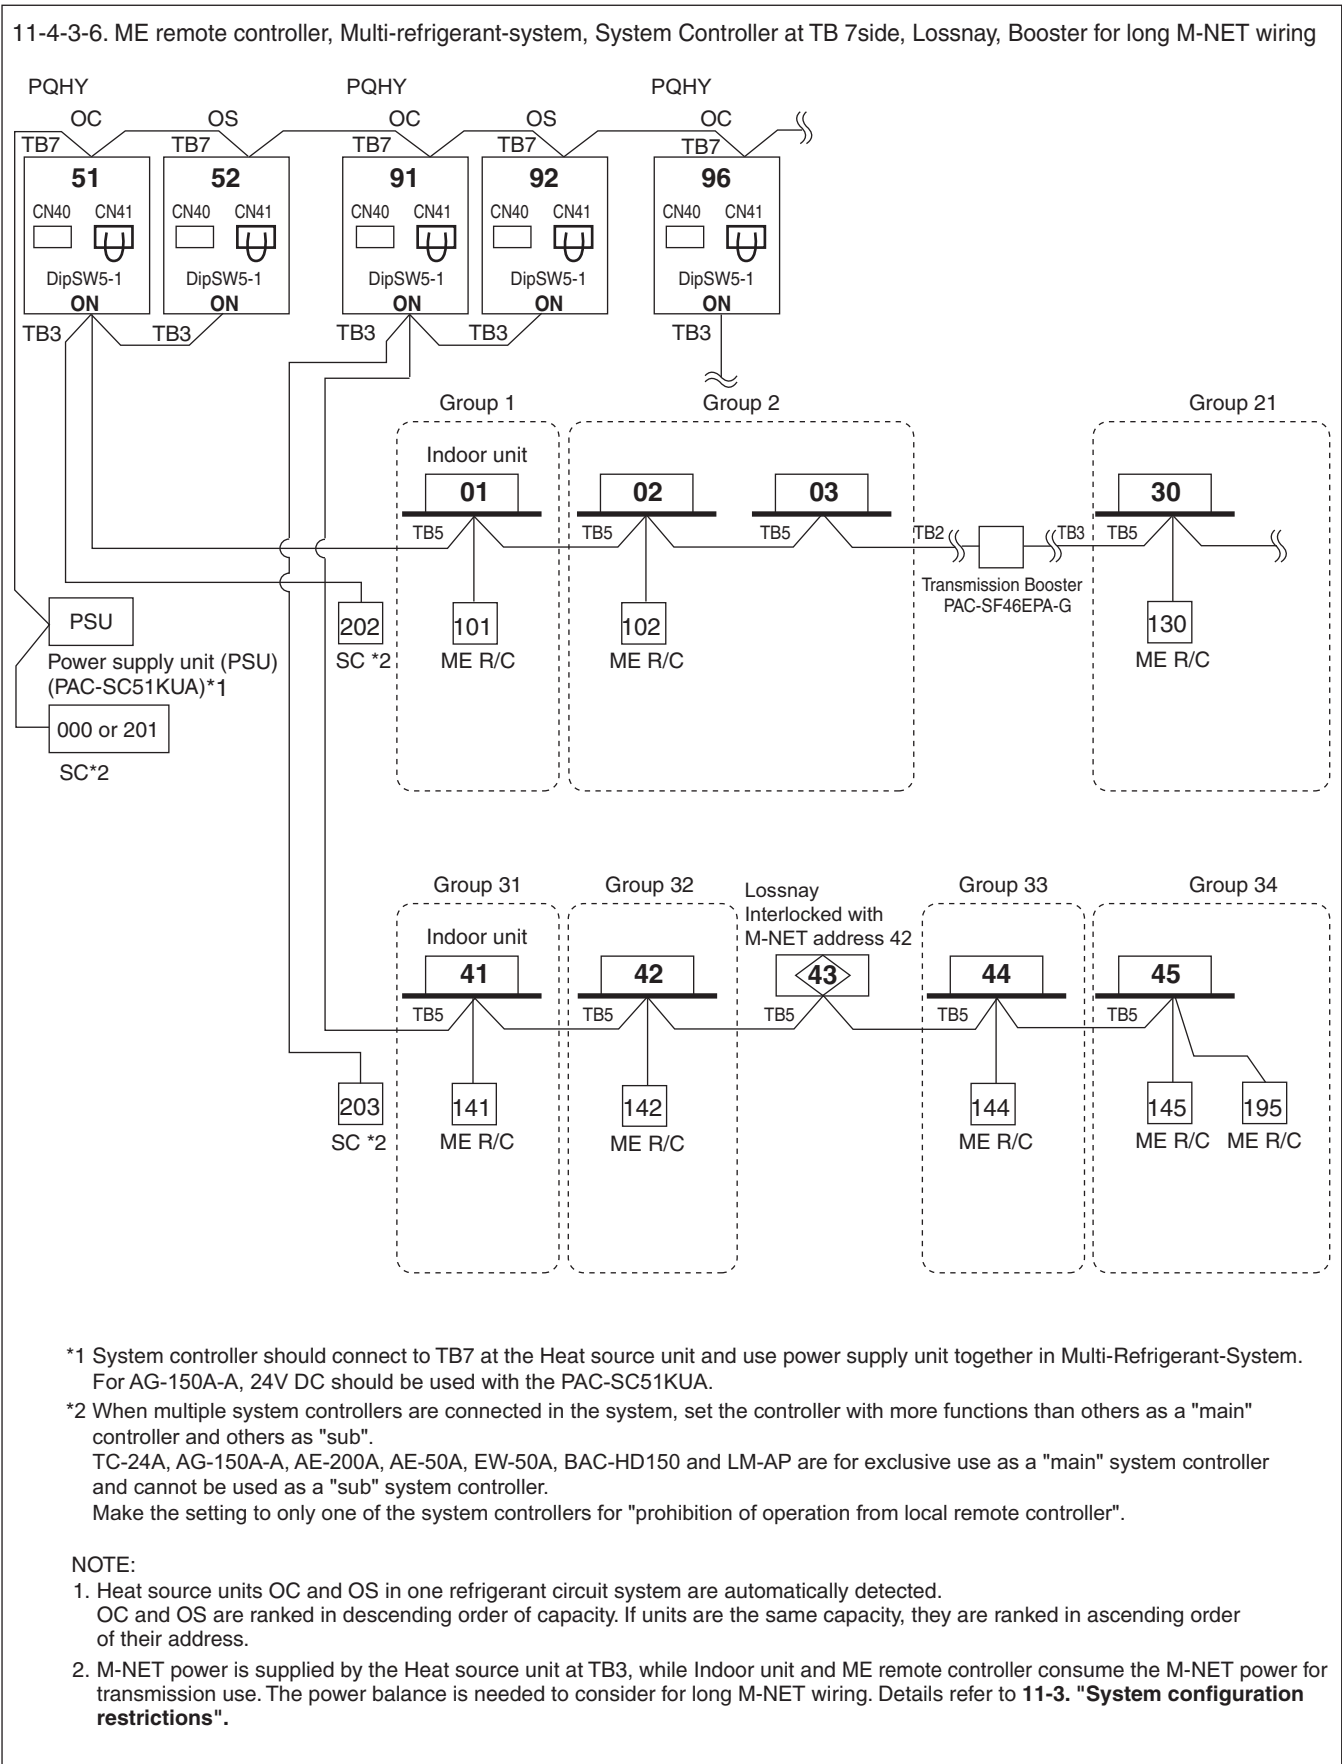 11-4-3-6. ME remote controller, Multi-refrigerant-system, System Controller at TB 7side, Lossnay, Booster for long M-NET wiring
PQHY PQHY PQHY
OC OS OC OS OC
TB7 TB7 TB7 TB7 TB7
51 52 91 92 96
CN40 CN41 CN40 CN41 CN40 CN41 CN40 CN41 CN40 CN41
DipSW5-1 DipSW5-1 DipSW5-1 DipSW5-1 DipSW5-1
ON ON ON ON ON
TB3 TB3 TB3 TB3 TB3
Group 1 Group 2 Group 21
Indoor unit
01 02 03 30
TB5 TB5 TB5 TB2 TB3 TB5
Transmission Booster
PAC-SF46EPA-G
PSU 202 101 102 130
SC *2 ME R/C ME R/C ME R/C
Power supply unit (PSU)
(PAC-SC51KUA)*1
000 or 201
SC*2
Group 31 Group 32 Lossnay Group 33 Group 34
Interlocked with
Indoor unit M-NET address 42
41 42 43 44 45
TB5 TB5 TB5 TB5 TB5
203 141 142 144 145 195
SC *2 ME R/C ME R/C ME R/C ME R/C ME R/C
*1 System controller should connect to TB7 at the Heat source unit and use power supply unit together in Multi-Refrigerant-System.
For AG-150A-A, 24V DC should be used with the PAC-SC51KUA.
*2 When multiple system controllers are connected in the system, set the controller with more functions than others as a "main"
controller and others as "sub".
TC-24A, AG-150A-A, AE-200A, AE-50A, EW-50A, BAC-HD150 and LM-AP are for exclusive use as a "main" system controller
and cannot be used as a "sub" system controller.
Make the setting to only one of the system controllers for "prohibition of operation from local remote controller".
NOTE:
1. Heat source units OC and OS in one refrigerant circuit system are automatically detected.
OC and OS are ranked in descending order of capacity. If units are the same capacity, they are ranked in ascending order
of their address.
2. M-NET power is supplied by the Heat source unit at TB3, while Indoor unit and ME remote controller consume the M-NET power for
transmission use. The power balance is needed to consider for long M-NET wiring. Details refer to 11-3. "System configuration
restrictions".